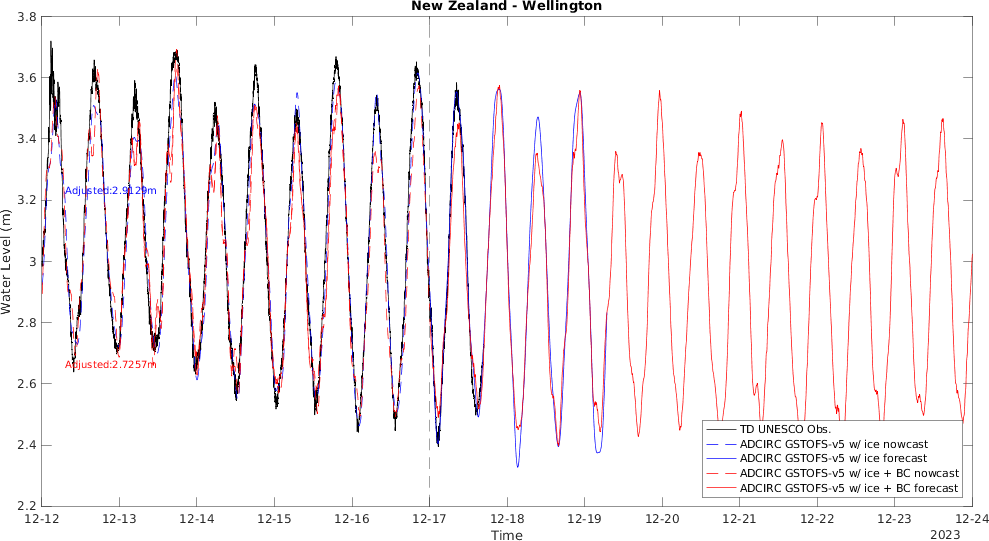 New Zealand - Wellington
3.8
3.6
3.4
3.2
3
2.8
2.6
2.4
2.2
Water Level (m)
Adjusted:2.9129m
Adjusted:2.7257m
TD UNESCO Obs.
ADCIRC GSTOFS-v5 w/ ice nowcast
ADCIRC GSTOFS-v5 w/ ice forecast
ADCIRC GSTOFS-v5 w/ ice + BC nowcast
ADCIRC GSTOFS-v5 w/ ice + BC forecast
12-12 12-13 12-14 12-15 12-16 12-17 12-18 12-19 12-20 12-21 12-22 12-23 12-24
Time
2023